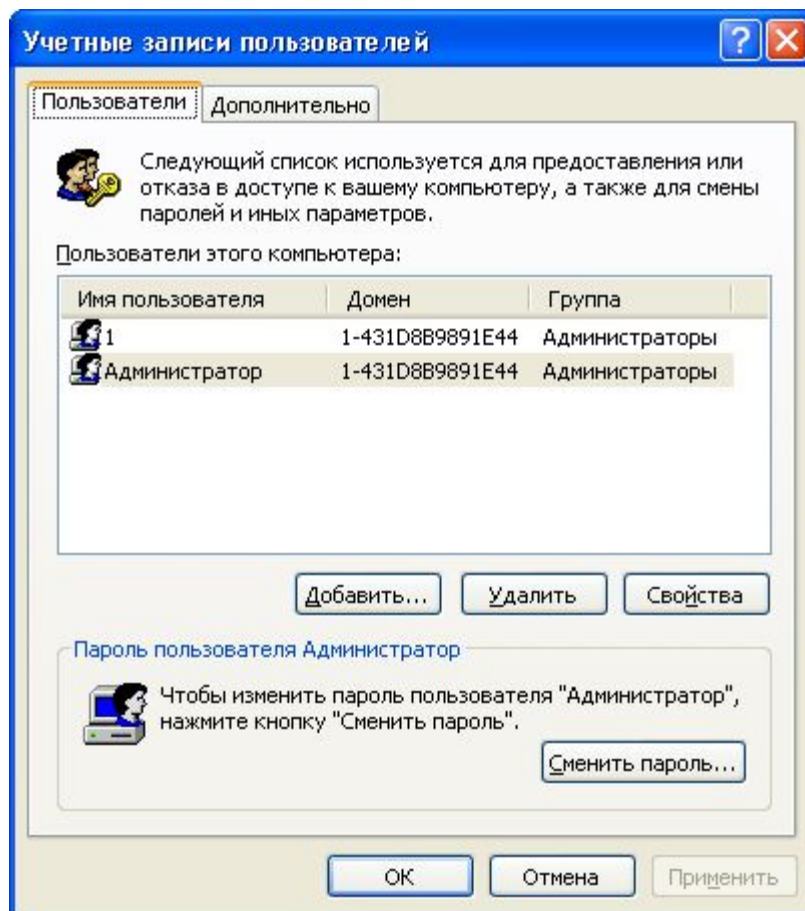 Учетные записи пользователей
Пользователи
Дополнительно
Следующий список используется для предоставления или
отказа в доступе к вашему компьютеру, а также для смены
паролей и иных параметров.
Пользователи этого компьютера:
Имя пользователя Домен Группа
1 1-431D8B9891E44 Администраторы
Администратор 1-431D8B9891E44 Администраторы
Добавить... Удалить Свойства
Пароль пользователя Администратор
Чтобы изменить пароль пользователя "Администратор",
нажмите кнопку "Сменить пароль".
Сменить пароль...
ОК Отмена Применить